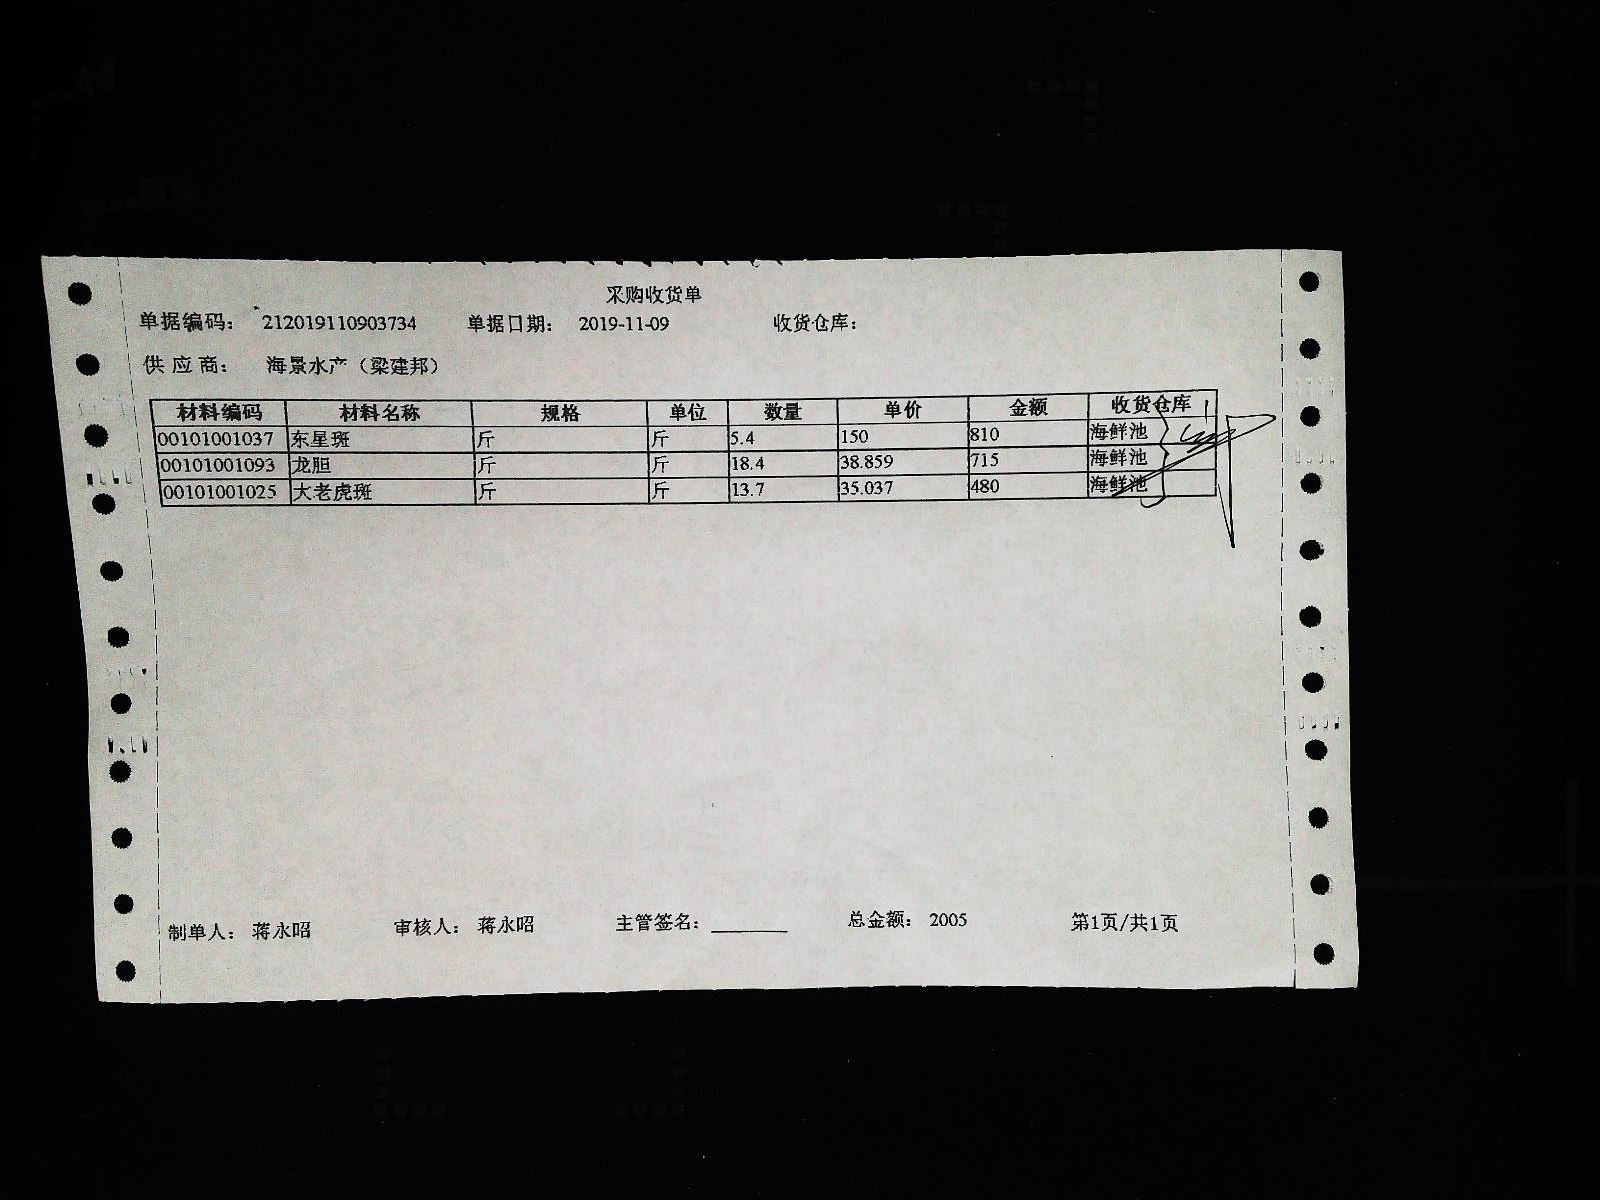 采购收货单
单据编码： 212019110903734 单据日期： 2019-11-09 收货仓库：
供 应 商： 海景水产（梁建邦）
材料编码 材料名称 规格 单位 数量 单价 金额 收货仓库
00101001037 东星斑 斤 斤 5.4 150 810 海鲜池
00101001093 龙胆 斤 斤 18.4 38.859 715 海鲜池
00101001025 大老虎斑 斤 斤 13.7 35.037 480 海鲜池
制单人： 蒋永昭 审核人： 蒋永昭 主管签名： 总金额： 2005 第1页/共1页